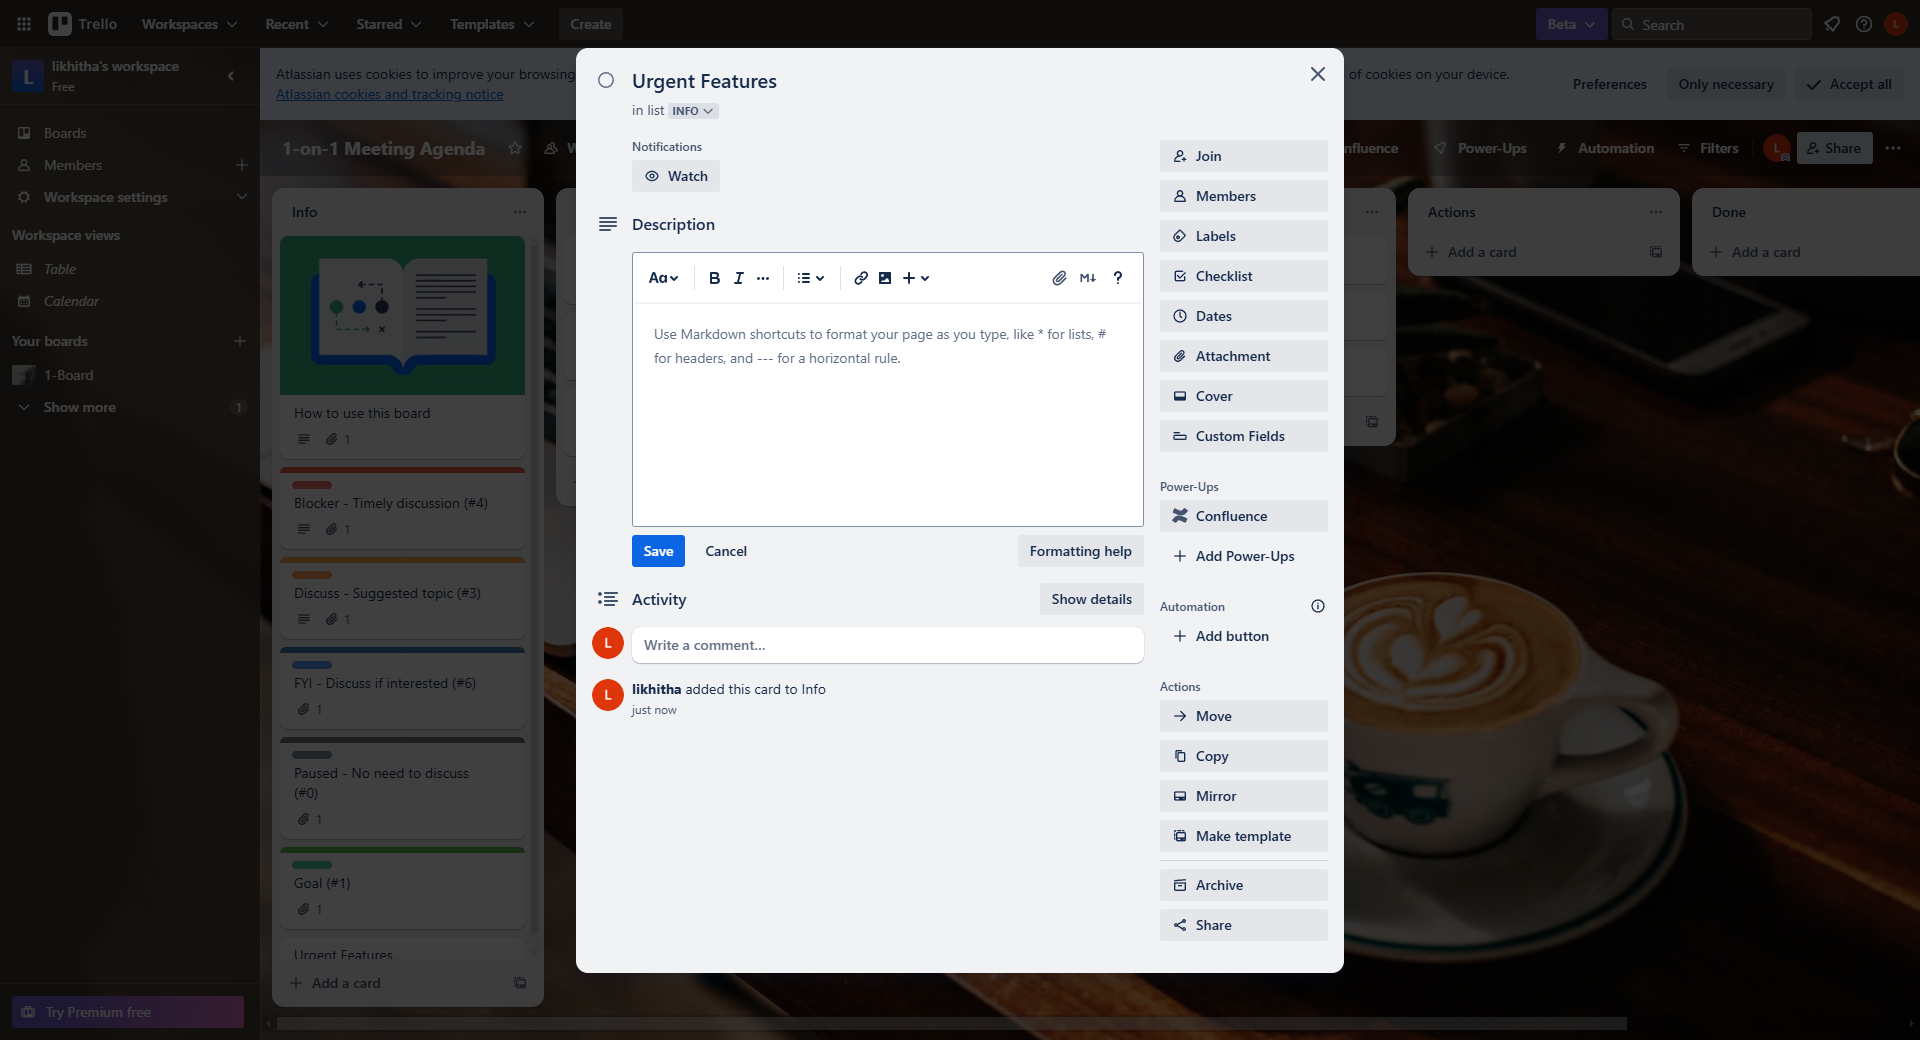 Trello
Workspaces
Recent
Starred
Templates
Create
Beta
Search
L
L
likhitha's workspace
Free
Boards
Members
Workspace settings
Workspace views
Table
Calendar
Your boards
1-Board
Show more
1
Try Premium free
Atlassian uses cookies to improve your browsing
of cookies on your device.
Atlassian cookies and tracking notice
Preferences
Only necessary
Accept all
1-on-1 Meeting Agenda
Power-Ups
Automation
Filters
L
Share
Info
How to use this board
1
Blocker - Timely discussion (#4)
1
Discuss - Suggested topic (#3)
1
FYI - Discuss if interested (#6)
1
Paused - No need to discuss
(#0)
1
Goal (#1)
1
Urgent Features
Add a card
Actions
Add a card
Done
Add a card
Urgent Features
in list INFO
Notifications
Watch
Description
Aa
B I
M
?
Use Markdown shortcuts to format your page as you type, like * for lists, #
for headers, and --- for a horizontal rule.
Save
Cancel
Formatting help
Activity
Show details
L
Write a comment...
L
likhitha added this card to Info
just now
Join
Members
Labels
Checklist
Dates
Attachment
Cover
Custom Fields
Power-Ups
Confluence
Add Power-Ups
Automation
Add button
Actions
Move
Copy
Mirror
Make template
Archive
Share